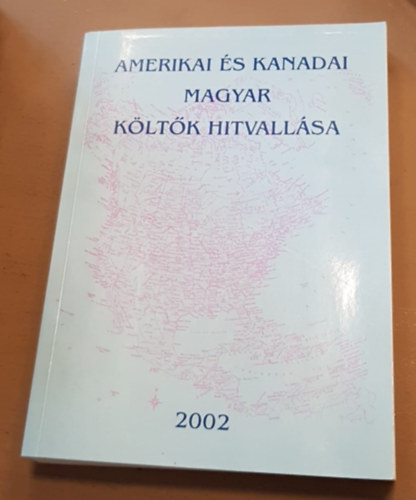 AMERIKAI ÉS KANADAI
MAGYAR
KÖLTŐK HITVALLÁSA
2002